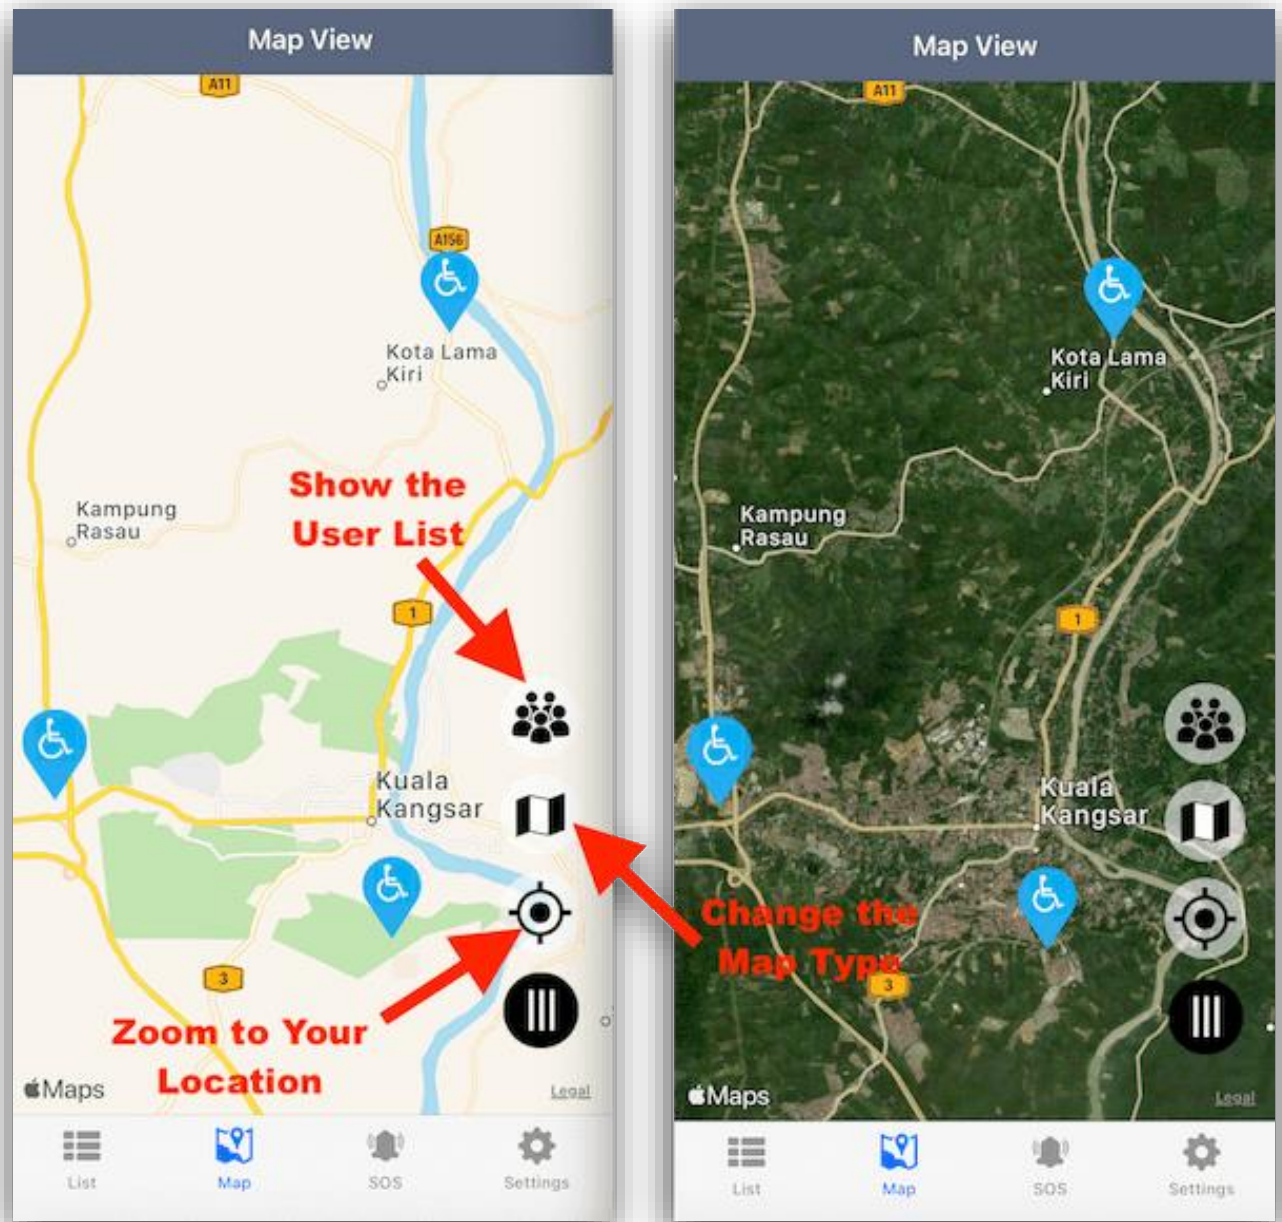 Map View
A11
A156
Kota Lama
Kiri
Show the
User List
Kampung
Rasau
1
Kuala
Kangsar
3
Zoom to Your
Location
Maps
Legal
List
Map
SOS
Settings
Map View
A11
Kota Lama
Kiri
Kampung
Rasau
1
Kuala
Kangsar
Change the
Map Type
3
Maps
Legal
List
Map
SOS
Settings